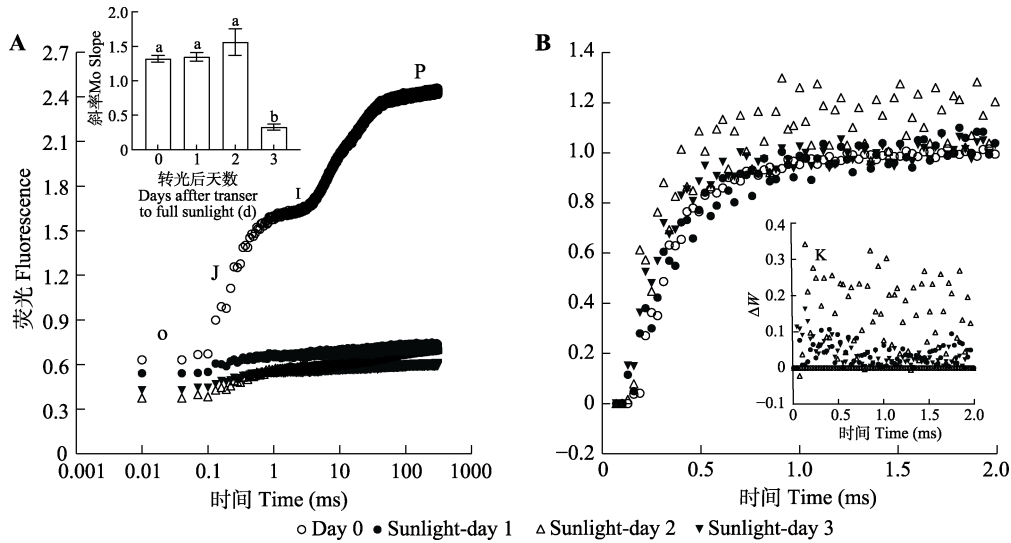 A
B
2.0
1.5
1.0
0.5
0
斜率Mo Slope
a
a
a
b
0 1 2 3
转光后天数
Days affter transer
to full sunlight (d)
2.7
2.4
2.1
1.8
1.5
1.2
0.9
0.6
0.3
0
荧光 Fluorescence
O
J
I
P
0.001 0.01 0.1 1 10 100 1000
时间 Time (ms)
1.4
1.2
1.0
0.8
0.6
0.4
0.2
0
−0.2
0 0.5 1.0 1.5 2.0
时间 Time (ms)
0.4
0.3
0.2
0.1
0
−0.1
ΔW
K
0 0.5 1.0 1.5 2.0
时间 Time (ms)
Day 0 Sunlight-day 1 Sunlight-day 2 Sunlight-day 3